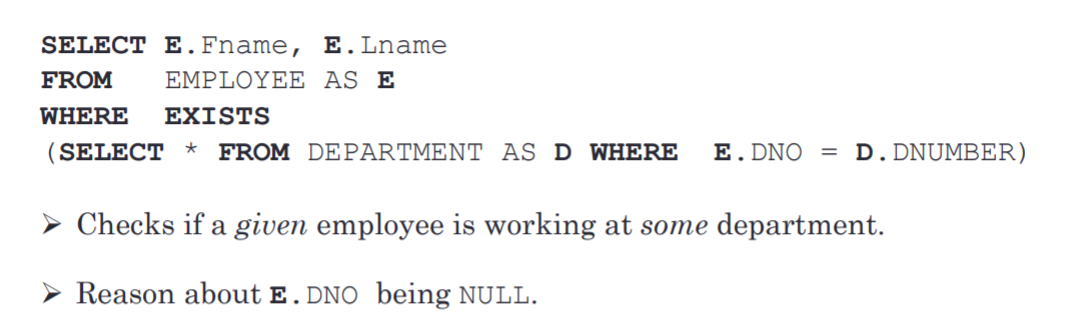 SELECT E.Fname, E.Lname
FROM EMPLOYEE AS E
WHERE EXISTS
(SELECT * FROM DEPARTMENT AS D WHERE E.DNO = D.DNUMBER)
➢ Checks if a given employee is working at some department.
➢ Reason about E.DNO being NULL.